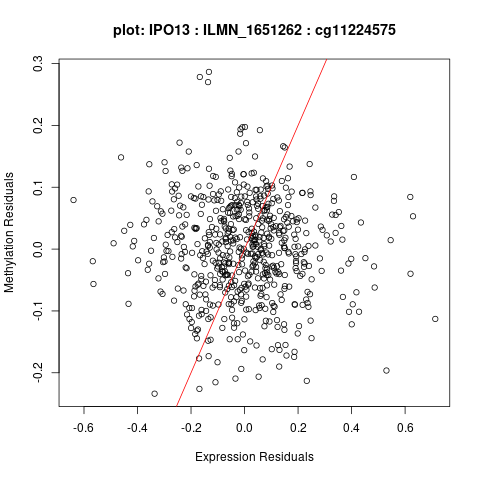 plot: IPO13 : ILMN_1651262 : cg11224575
Methylation Residuals
0.3
0.2
0.1
0.0
-0.1
-0.2
-0.6 -0.4 -0.2 0.0 0.2 0.4 0.6
Expression Residuals